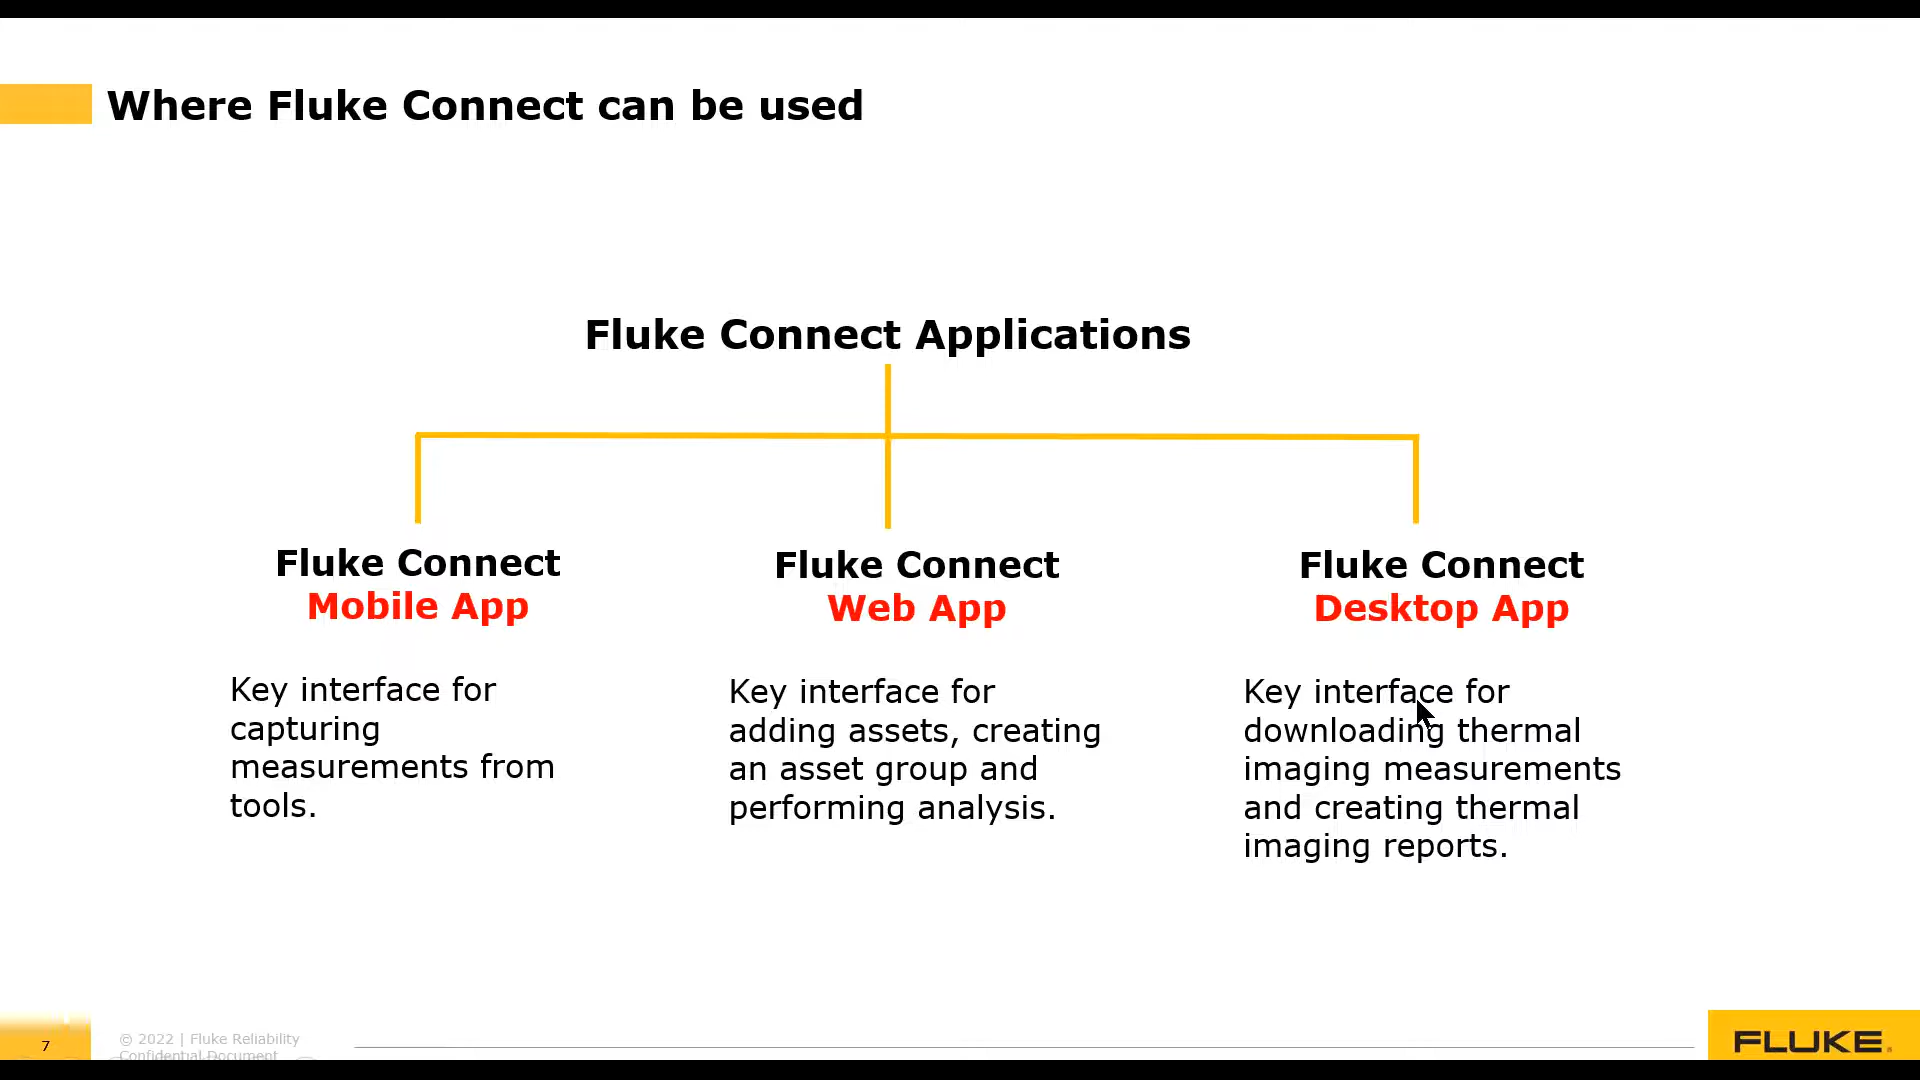 Where Fluke Connect can be used
Fluke Connect Applications
Fluke Connect
Mobile App
Key interface for
capturing
measurements from
tools.
Fluke Connect
Web App
Key interface for
adding assets, creating
an asset group and
performing analysis.
Fluke Connect
Desktop App
Key interface for
downloading thermal
imaging measurements
and creating thermal
imaging reports.
7
© 2022 | Fluke Reliability
Confidential Document
FLUKE®